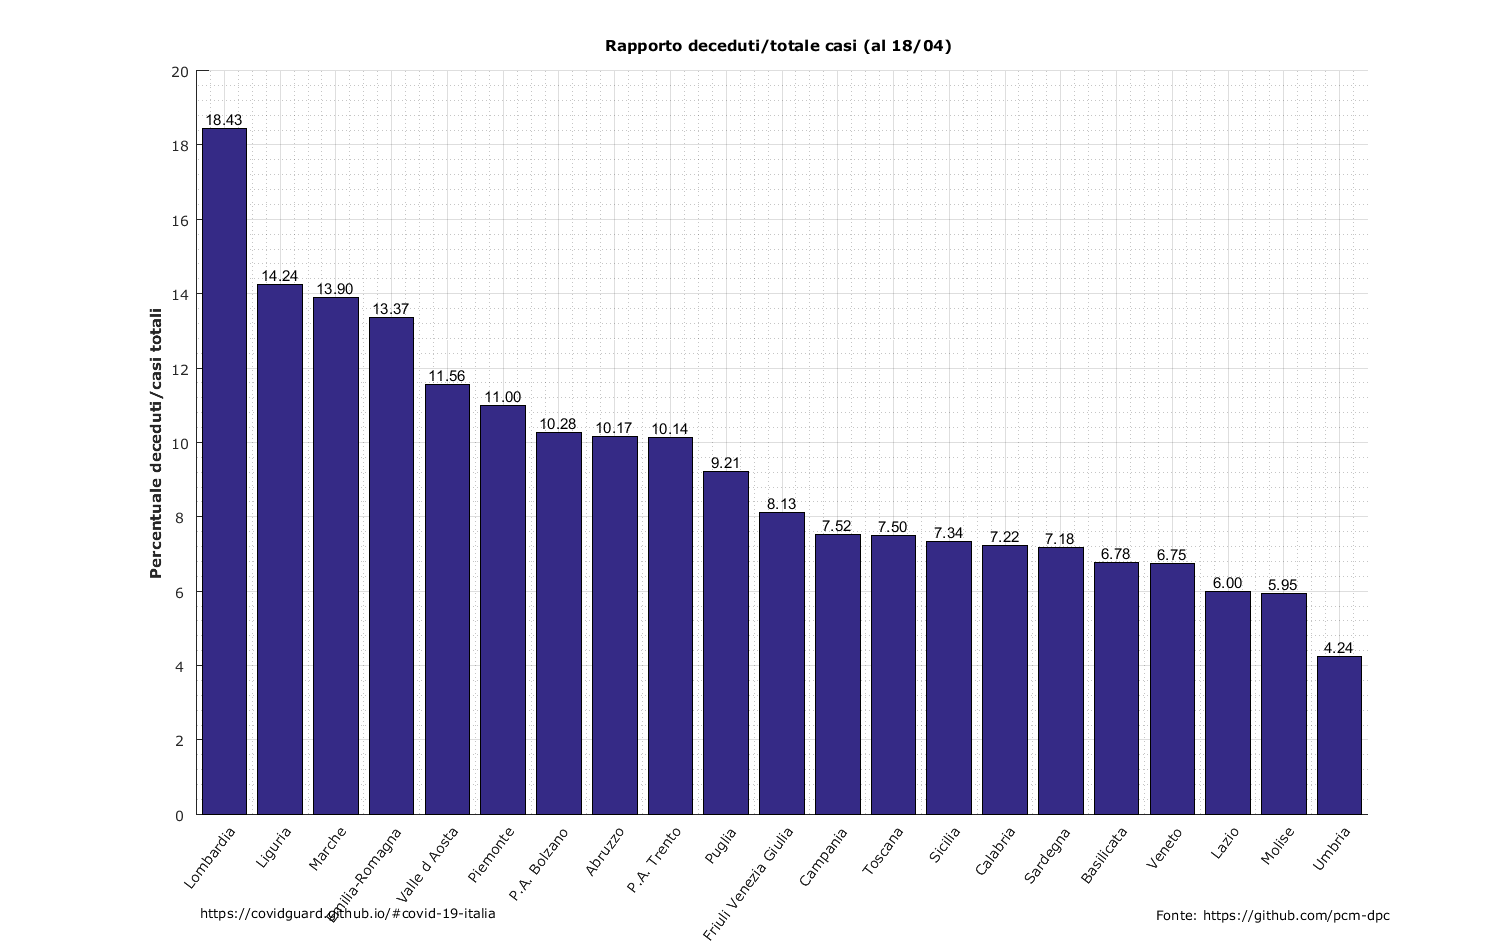 Rapporto deceduti/totale casi (al 18/04)
Percentuale deceduti/casi totali
20
18
16
14
12
10
8
6
4
2
0
18.43
14.24
13.90
13.37
11.56
11.00
10.28
10.17
10.14
9.21
8.13
7.52
7.50
7.34
7.22
7.18
6.78
6.75
6.00
5.95
4.24
Lombardia
Liguria
Marche
Emilia-Romagna
Valle d Aosta
Piemonte
P.A. Bolzano
Abruzzo
P.A. Trento
Puglia
Friuli Venezia Giulia
Campania
Toscana
Sicilia
Calabria
Sardegna
Basilicata
Veneto
Lazio
Molise
Umbria
https://covidguard.github.io/#covid-19-italia
Fonte: https://github.com/pcm-dpc